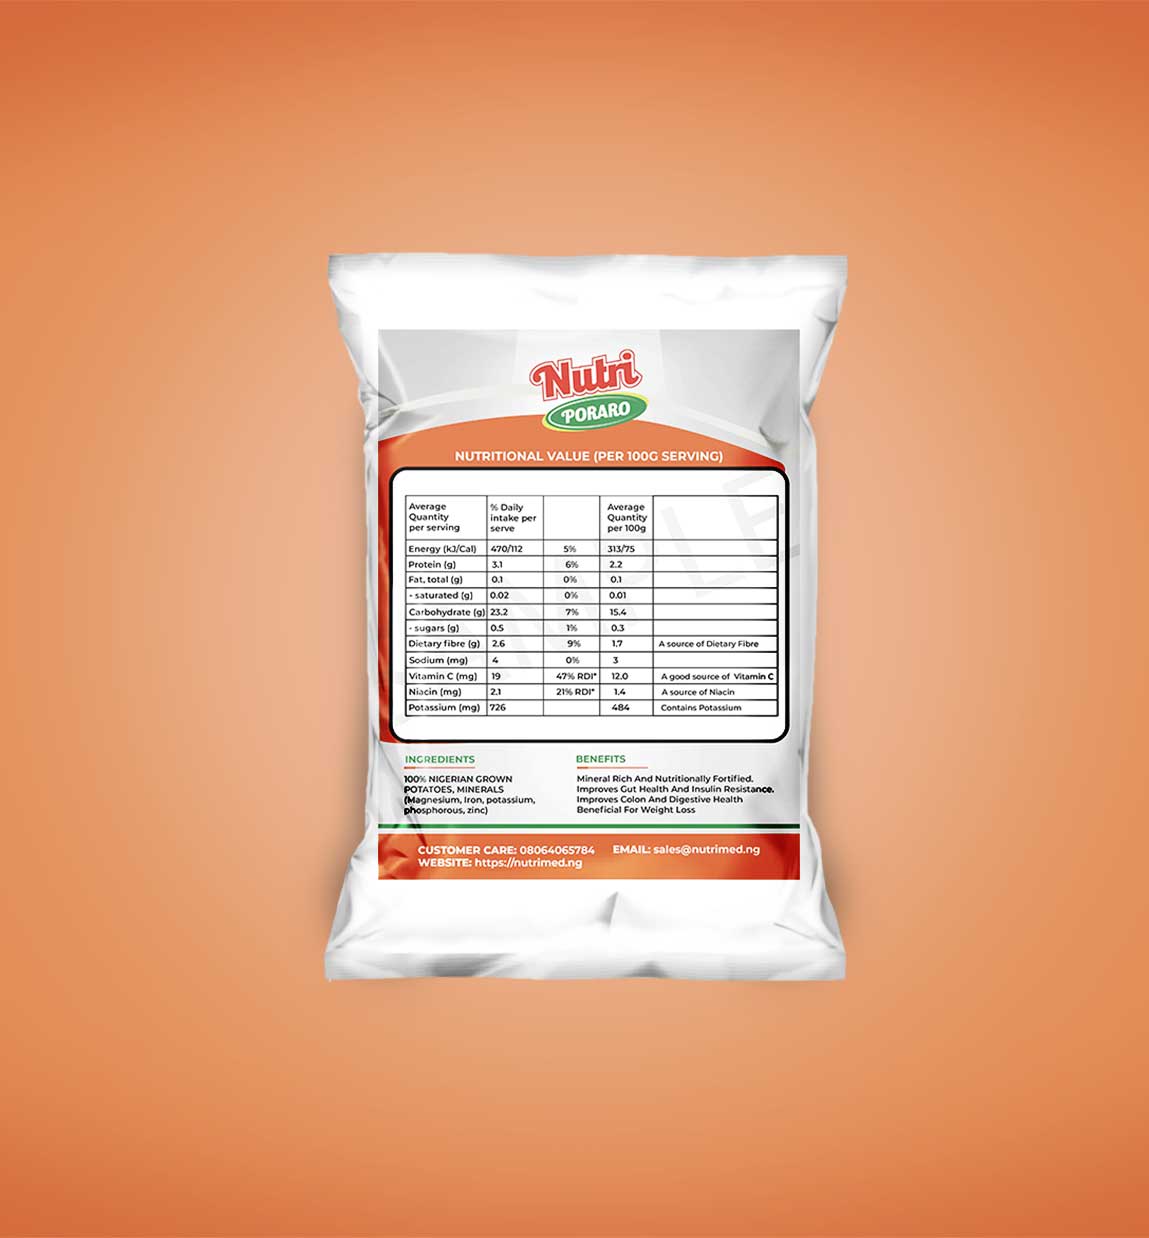 Nutri
PORARO
NUTRITIONAL VALUE (PER 100G SERVING)
Average Quantity per serving % Daily intake per serve Average Quantity per 100g
Energy (kJ/Cal) 470/112 5% 313/75
Protein (g) 3.1 6% 2.2
Fat, total (g) 0.1 0% 0.1
- saturated (g) 0.02 0% 0.01
Carbohydrate (g) 23.2 7% 15.4
- sugars (g) 0.5 1% 0.3
Dietary fibre (g) 2.6 9% 1.7 A source of Dietary Fibre
Sodium (mg) 4 0% 3
Vitamin C (mg) 19 47% RDI* 12.0 A good source of Vitamin C
Niacin (mg) 2.1 21% RDI* 1.4 A source of Niacin
Potassium (mg) 726 484 Contains Potassium
INGREDIENTS
100% NIGERIAN GROWN
POTATOES, MINERALS
(Magnesium, Iron, potassium,
phosphorous, zinc)
BENEFITS
Mineral Rich And Nutritionally Fortified.
Improves Gut Health And Insulin Resistance.
Improves Colon And Digestive Health
Beneficial For Weight Loss
CUSTOMER CARE: 08064065784 EMAIL: sales@nutrimed.ng
WEBSITE: https://nutrimed.ng